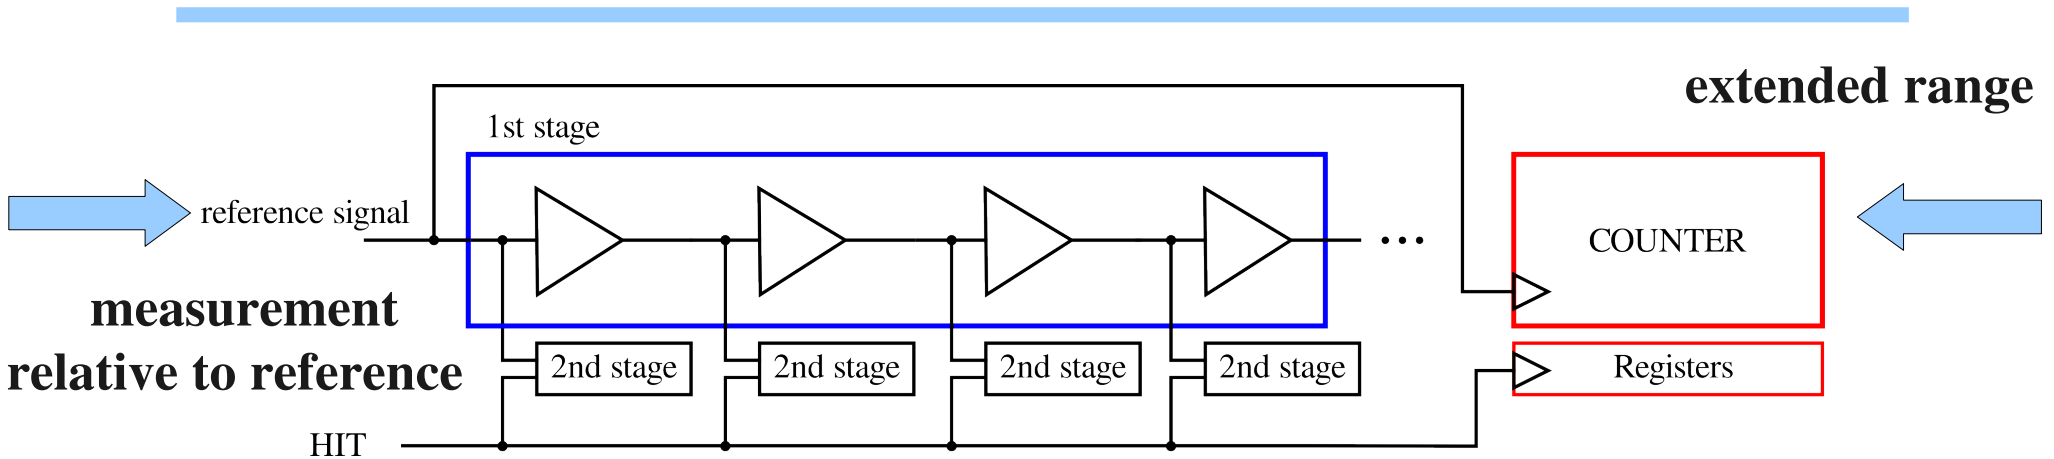 extended range
1st stage
reference signal
COUNTER
measurement
relative to reference
2nd stage
2nd stage
2nd stage
2nd stage
Registers
HIT